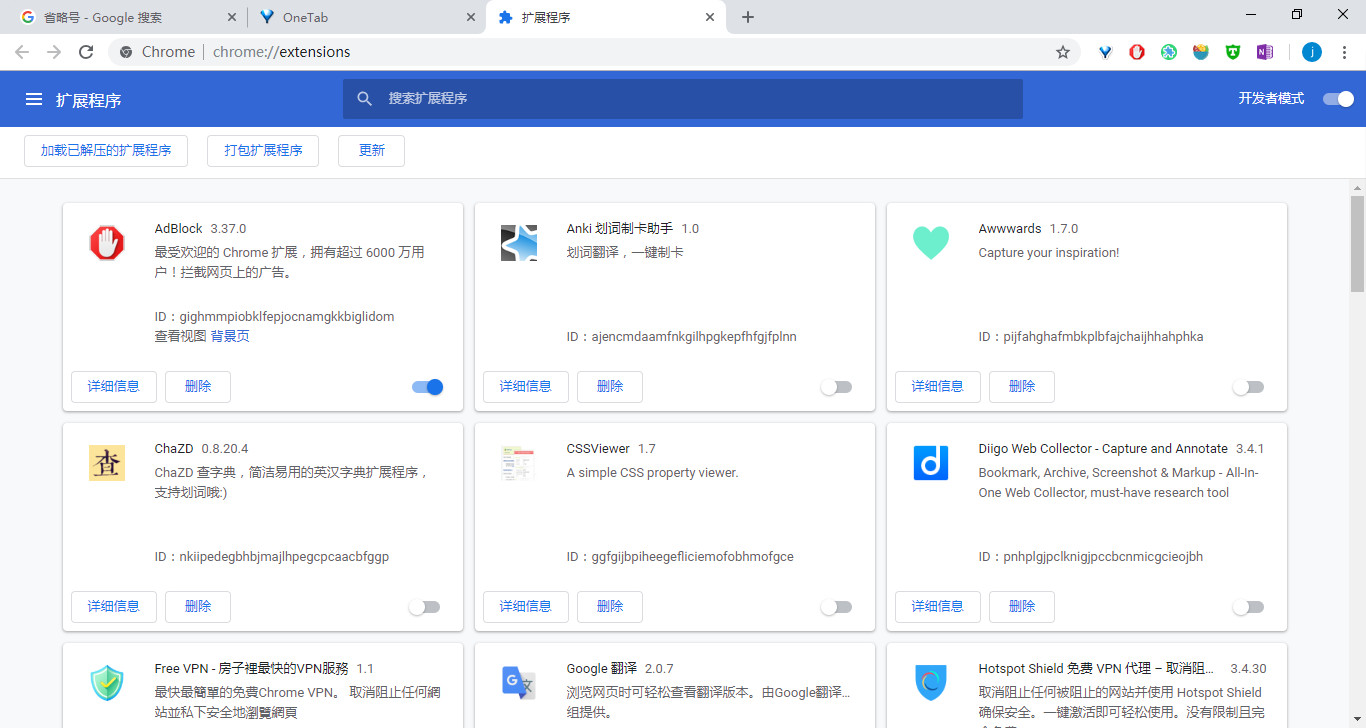 省略号 - Google 搜索
OneTab
扩展程序
Chrome | chrome://extensions
j
扩展程序
搜索扩展程序
开发者模式
加载已解压的扩展程序
打包扩展程序
更新
AdBlock 3.37.0
最受欢迎的 Chrome 扩展，拥有超过 6000 万用
户！拦截网页上的广告。
ID：gighmmpiobklfepjocnamgkkbiglidom
查看视图 背景页
详细信息
删除
Anki 划词制卡助手 1.0
划词翻译，一键制卡
ID：ajencmdaamfnkgilhpgkepfhfgjfplnn
详细信息
删除
Awwwards 1.7.0
Capture your inspiration!
ID：pijfahghafmbkplbfajchaijhhahphka
详细信息
删除
查
ChaZD 0.8.20.4
ChaZD 查字典，简洁易用的英汉字典扩展程序，
支持划词哦:)
ID：nkiipedegbhbjmajlhpegcpcaacbfggp
详细信息
删除
CSSViewer 1.7
A simple CSS property viewer.
ID：ggfgijbpiheegefliciemofobhmofgce
详细信息
删除
d
Diigo Web Collector - Capture and Annotate 3.4.1
Bookmark, Archive, Screenshot & Markup - All-In-
One Web Collector, must-have research tool
ID：pnhplgjpclknigjpccbcnmicgcieojbh
详细信息
删除
Free VPN - 房子裡最快的VPN服務 1.1
最快最簡單的免費Chrome VPN。 取消阻止任何網
站並私下安全地瀏覽網頁
G 文
Google 翻译 2.0.7
浏览网页时可轻松查看翻译版本。由Google翻译...
组提供。
Hotspot Shield 免费 VPN 代理 – 取消阻... 3.4.30
取消阻止任何被阻止的网站并使用 Hotspot Shield
确保安全。一键激活即可轻松使用。没有限制且完